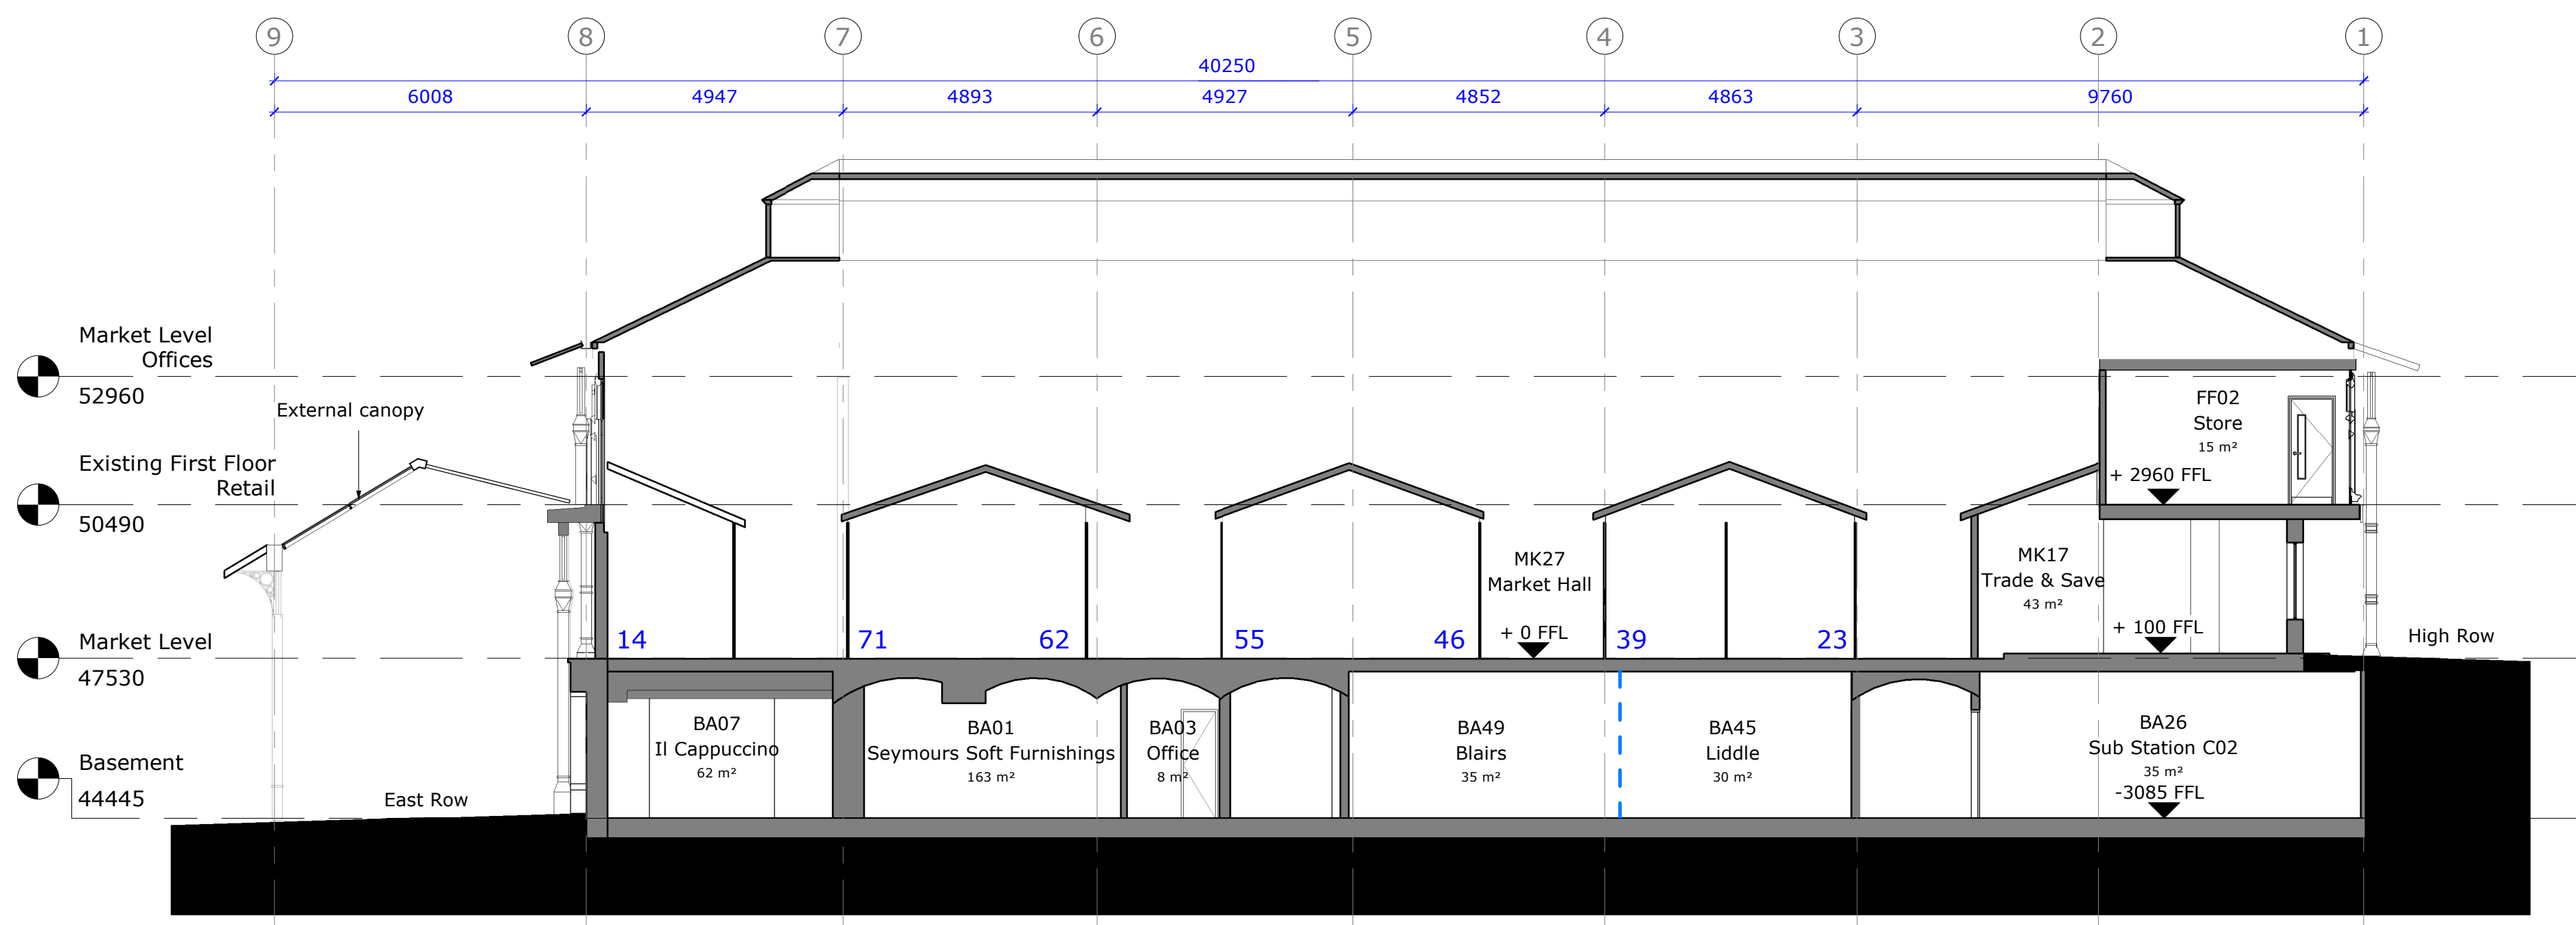 9 8 7 6 5 4 3 2 1
40250
6008 4947 4893 4927 4852 4863 9760
Market Level
Offices
52960
External canopy
Existing First Floor
Retail
50490
Market Level
47530
Basement
44445
East Row
FF02
Store
15 m²
+ 2960 FFL
MK27
Market Hall
+ 0 FFL
MK17
Trade & Save
43 m²
+ 100 FFL
High Row
14 71 62 55 46 39 23
BA07
Il Cappuccino
62 m²
BA01
Seymours Soft Furnishings
163 m²
BA03
Office
8 m²
BA49
Blairs
35 m²
BA45
Liddle
30 m²
BA26
Sub Station C02
35 m²
-3085 FFL